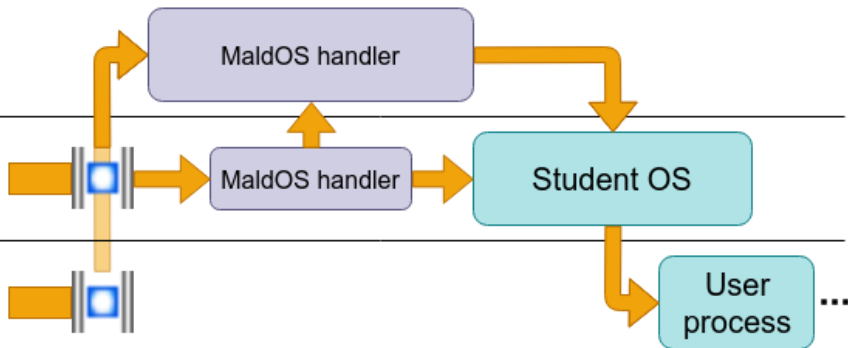 MaldOS handler
MaldOS handler
Student OS
User
process
...